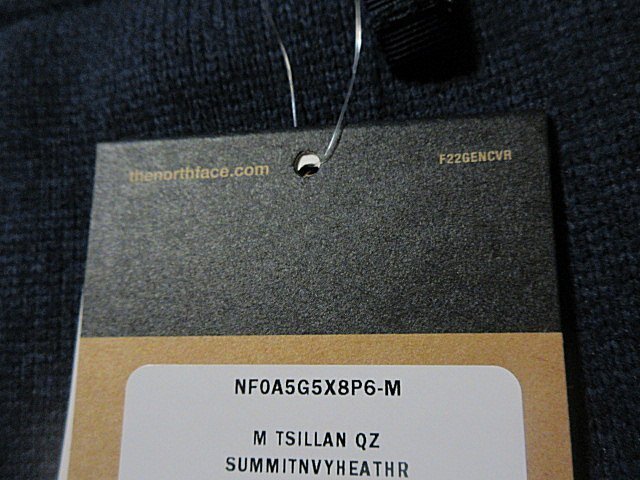 thenorthface.com
F22GENCVR
NF0A5G5X8P6-M
M TSILLAN QZ
SUMMITNVYHEATHR